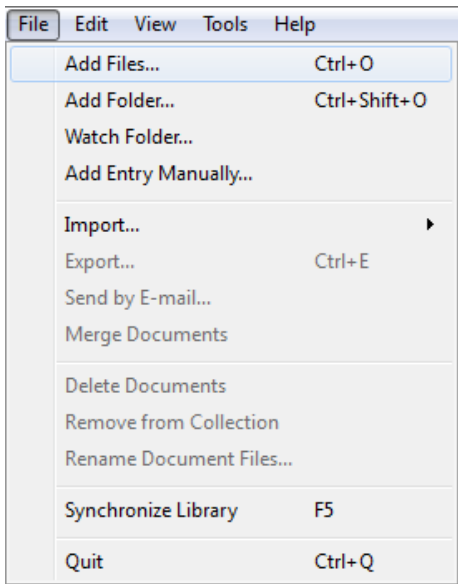 File Edit View Tools Help
Add Files... Ctrl+O
Add Folder... Ctrl+Shift+O
Watch Folder...
Add Entry Manually...
Import...
Export... Ctrl+E
Send by E-mail...
Merge Documents
Delete Documents
Remove from Collection
Rename Document Files...
Synchronize Library F5
Quit Ctrl+Q